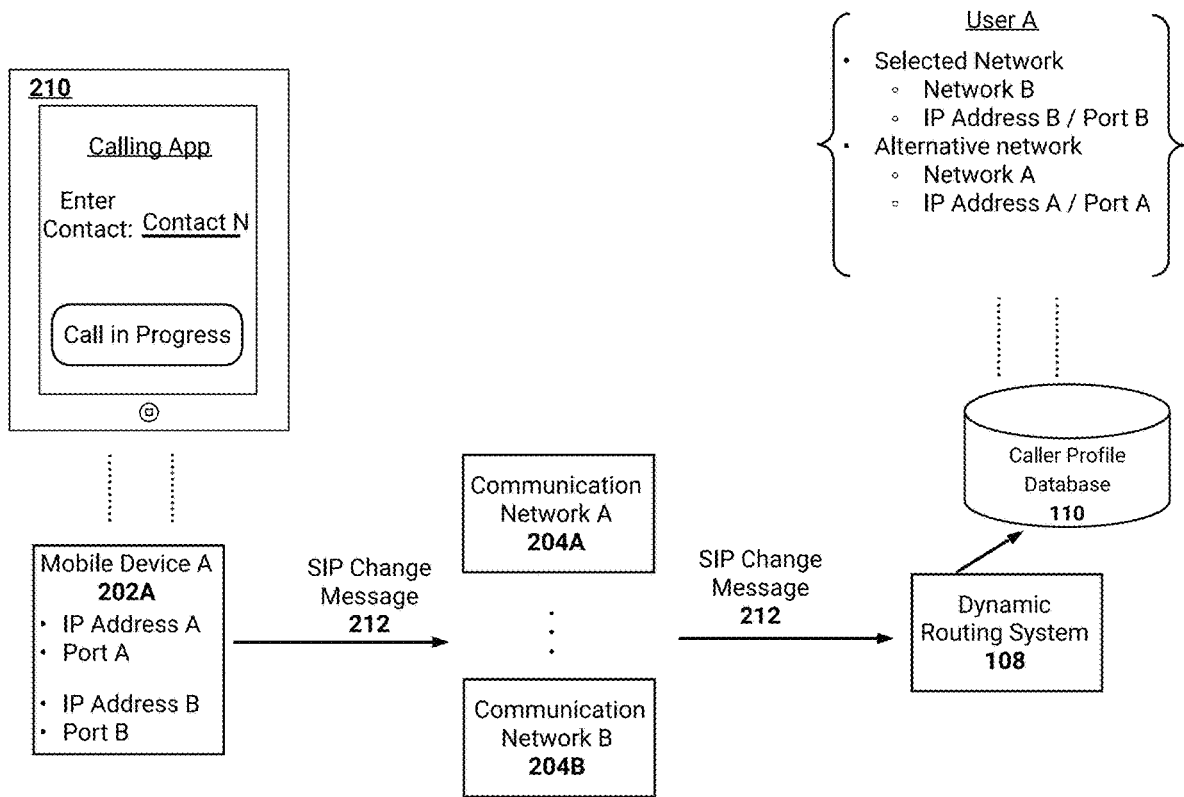 210
Calling App
Enter
Contact: Contact N
Call in Progress
User A
• Selected Network
◦ Network B
◦ IP Address B / Port B
• Alternative network
◦ Network A
▫ IP Address A / Port A
Caller Profile
Database
110
Mobile Device A
202A
• IP Address A
• Port A
• IP Address B
• Port B
SIP Change
Message
212
Communication
Network A
204A
Communication
Network B
204B
SIP Change
Message
212
Dynamic
Routing System
108